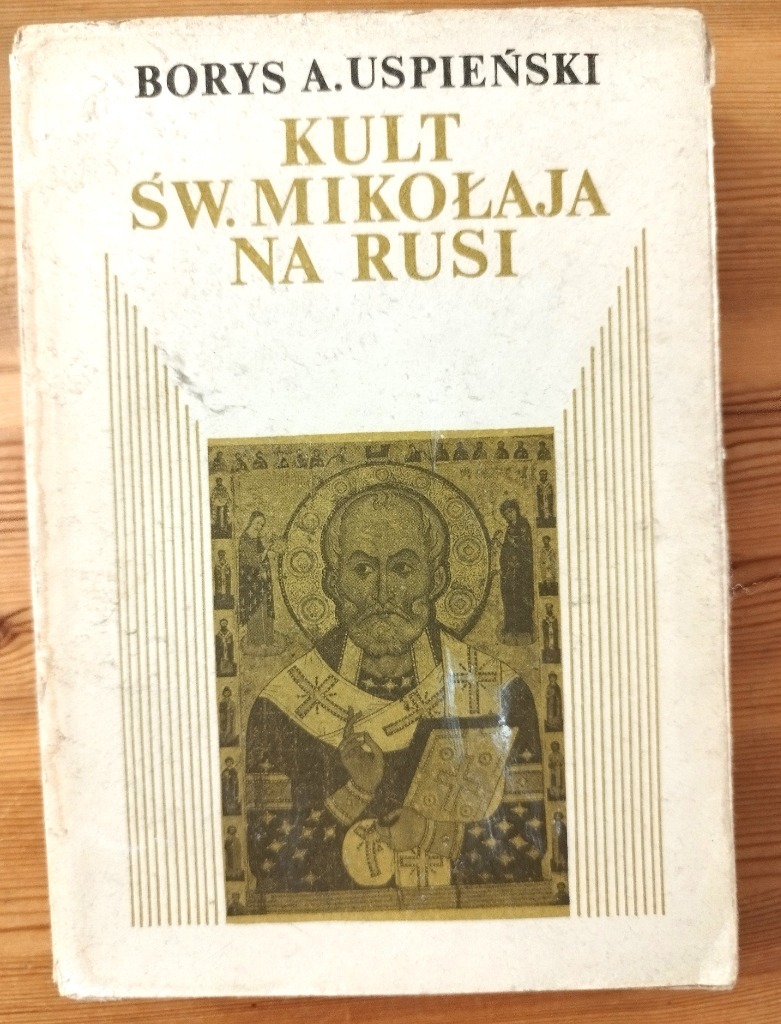 BORYS A. USPIEŃSKI
KULT
ŚW. MIKOŁAJA
NA RUSI